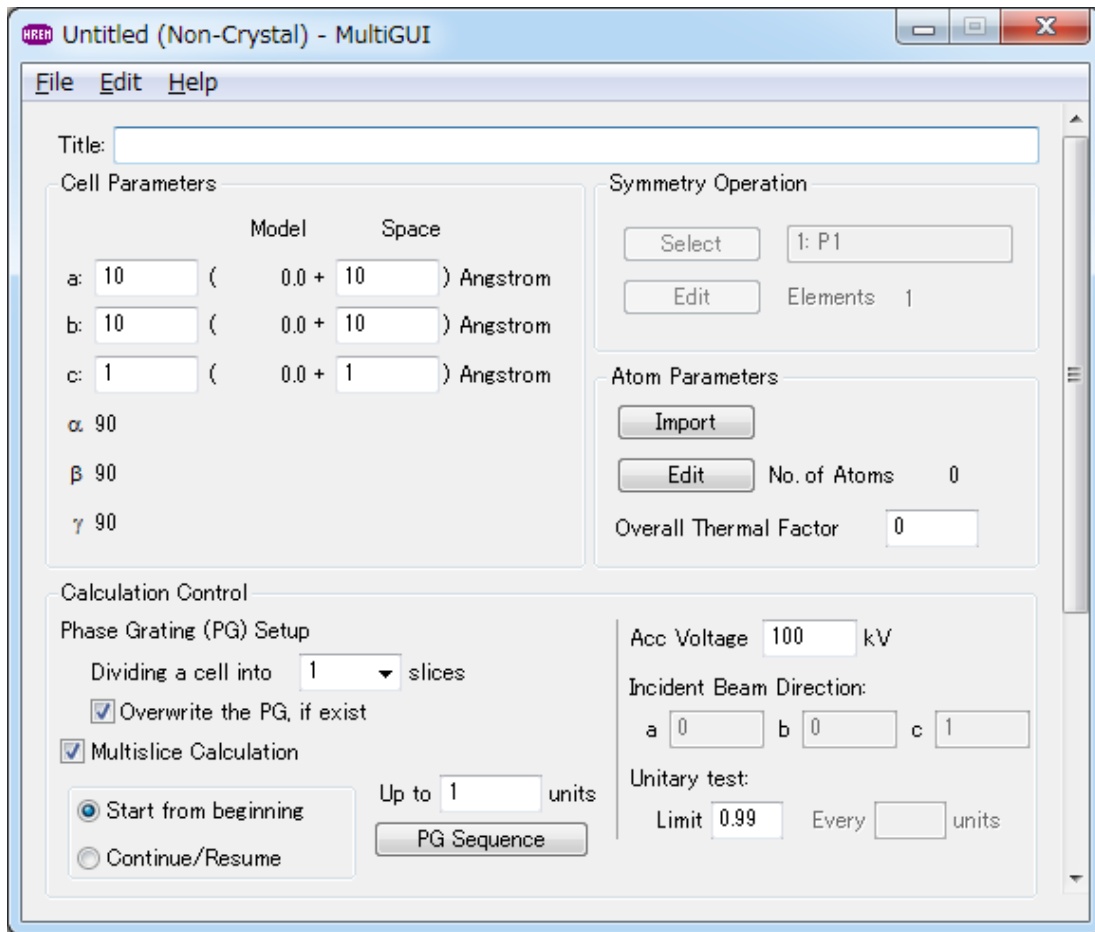 HREM Untitled (Non-Crystal) - MultiGUI
File Edit Help
Title:
Cell Parameters
Model Space
a: 10 ( 0.0 + 10 ) Angstrom
b: 10 ( 0.0 + 10 ) Angstrom
c: 1 ( 0.0 + 1 ) Angstrom
α 90
β 90
γ 90
Symmetry Operation
Select 1: P1
Edit Elements 1
Atom Parameters
Import
Edit No. of Atoms 0
Overall Thermal Factor 0
Calculation Control
Phase Grating (PG) Setup
Dividing a cell into 1 slices
Overwrite the PG, if exist
Multislice Calculation
Start from beginning
Continue/Resume
Up to 1 units
PG Sequence
Acc Voltage 100 kV
Incident Beam Direction:
a 0 b 0 c 1
Unitary test:
Limit 0.99 Every units